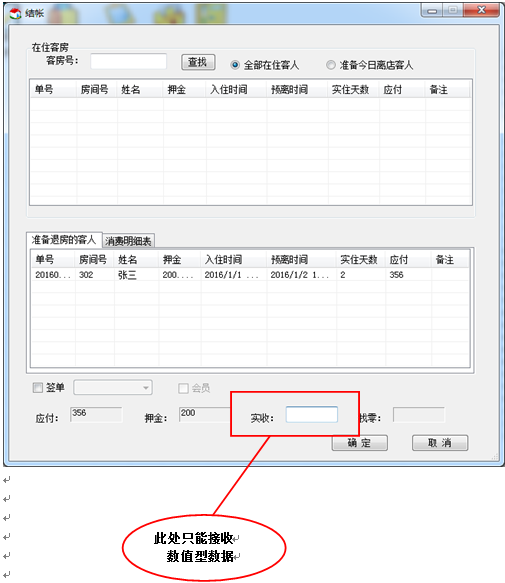 结帐
在住客房
客房号： 查找 全部在住客人 准备今日离店客人
单号 房间号 姓名 押金 入住时间 预离时间 实住天数 应付 备注
准备退房的客人 消费明细表
单号 房间号 姓名 押金 入住时间 预离时间 实住天数 应付 备注
20160... 302 张三 200.... 2016/1/1 ... 2016/1/2 1... 2 356
签单 会员
应付： 356 押金： 200 实收： 找零：
确 定 取 消
此处只能接收
数值型数据